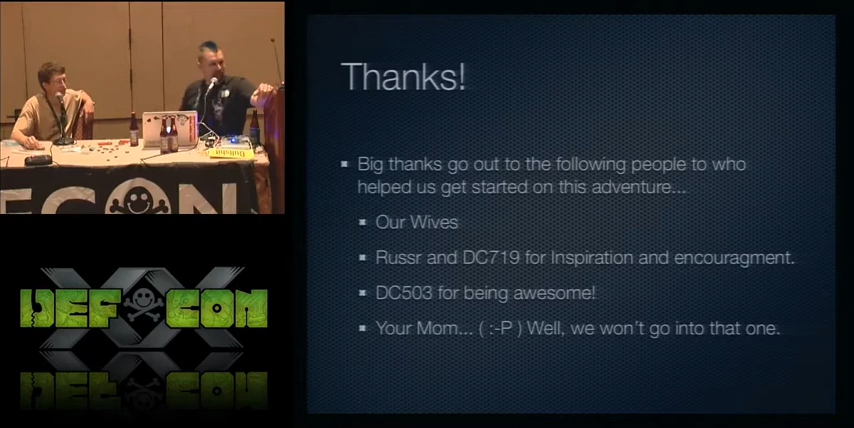 Thanks!
Big thanks go out to the following people to who
helped us get started on this adventure...
Our Wives
Russr and DC719 for Inspiration and encouragment.
DC503 for being awesome!
Your Mom... ( :-P ) Well, we won't go into that one.
ECON
DEF CON
XX